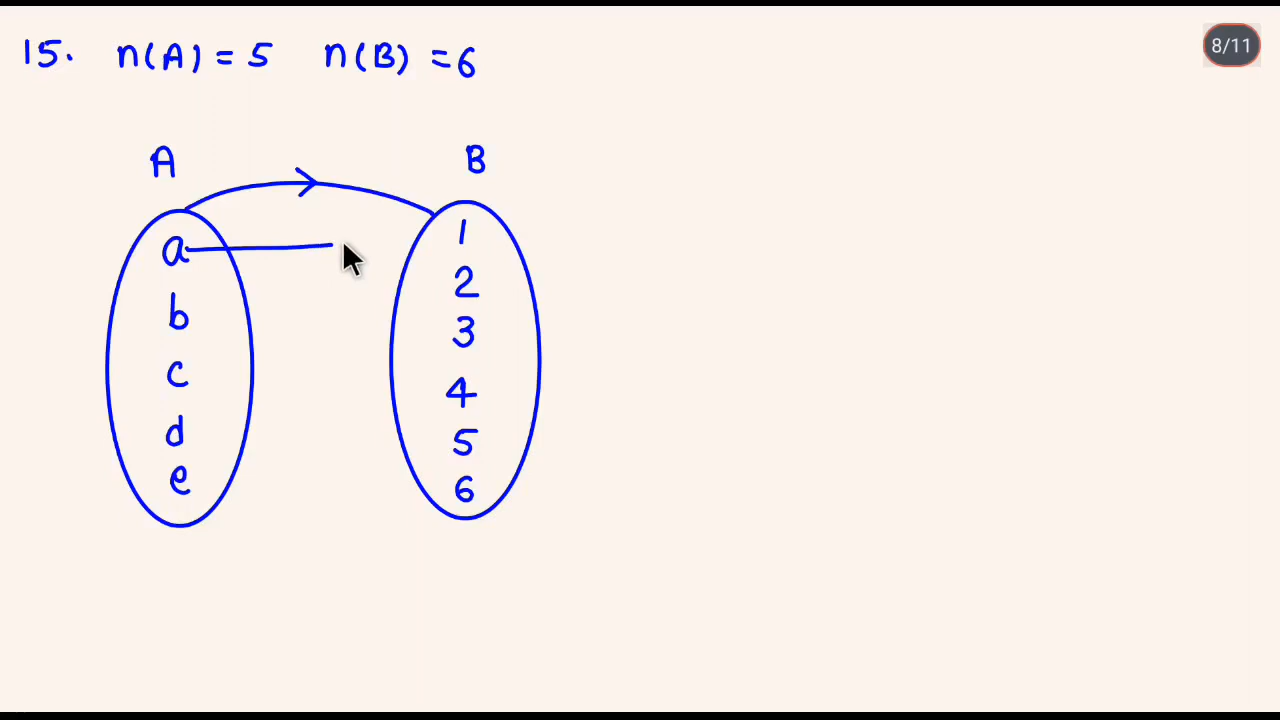 15. n(A) = 5 n(B) = 6
8/11
A B
a 1
b 2
c 3
d 4
e 5
6